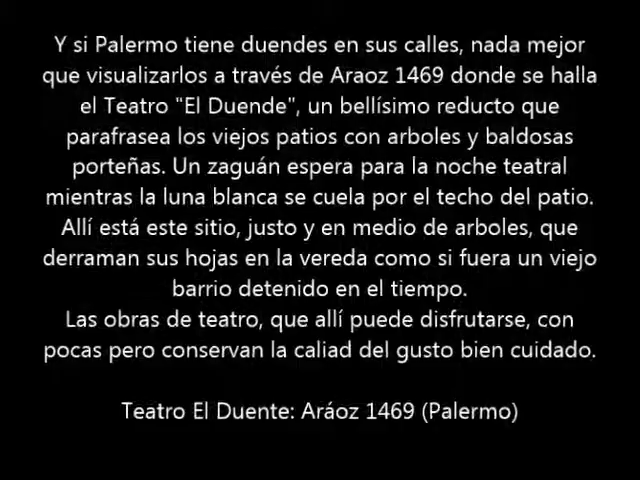 Y si Palermo tiene duendes en sus calles, nada mejor
que visualizarlos a través de Araoz 1469 donde se halla
el Teatro "El Duende", un bellísimo reducto que
parafrasea los viejos patios con arboles y baldosas
porteñas. Un zaguán espera para la noche teatral
mientras la luna blanca se cuela por el techo del patio.
Allí está este sitio, justo y en medio de arboles, que
derraman sus hojas en la vereda como si fuera un viejo
barrio detenido en el tiempo.
Las obras de teatro, que allí puede disfrutarse, con
pocas pero conservan la caliad del gusto bien cuidado.
Teatro El Duente: Aráoz 1469 (Palermo)